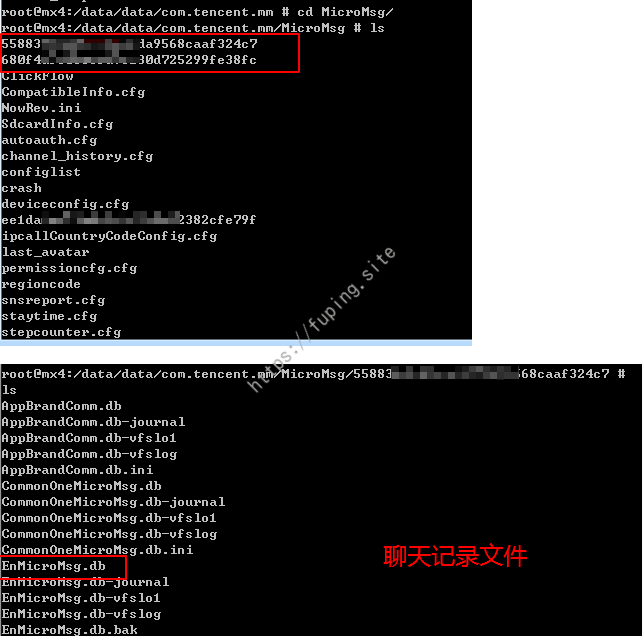 root@mx4:/data/data/com.tencent.mm # cd MicroMsg/
root@mx4:/data/data/com.tencent.mm/MicroMsg # ls
55883 da9568caaf324c7
680f4 30d725299fe38fc
ClickFlow
CompatibleInfo.cfg
NowRev.ini
SdcardInfo.cfg
autoauth.cfg
channel_history.cfg
configlist
crash
deviceconfig.cfg
ee1da 2382cfe79f
ipcallCountryCodeConfig.cfg
last_avatar
permissioncfg.cfg
regioncode
snsreport.cfg
staytime.cfg
stepcounter.cfg
https://fuping.site
root@mx4:/data/data/com.tencent.mm/MicroMsg/55883 68caaf324c7 #
ls
AppBrandComm.db
AppBrandComm.db-journal
AppBrandComm.db-vfslo1
AppBrandComm.db-vfslog
AppBrandComm.db.ini
CommonOneMicroMsg.db
CommonOneMicroMsg.db-journal
CommonOneMicroMsg.db-vfslo1
CommonOneMicroMsg.db-vfslog
CommonOneMicroMsg.db.ini
聊天记录文件
EnMicroMsg.db
EnMicroMsg.db-journal
EnMicroMsg.db-vfslo1
EnMicroMsg.db-vfslog
EnMicroMsg.db.bak